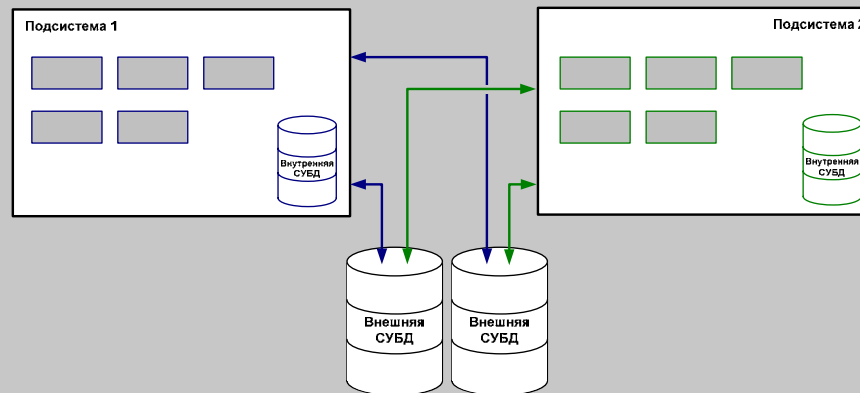 Подсистема 1
Подсистема 2
Внутренняя
СУБД
Внутренняя
СУБД
Внешняя
СУБД
Внешняя
СУБД